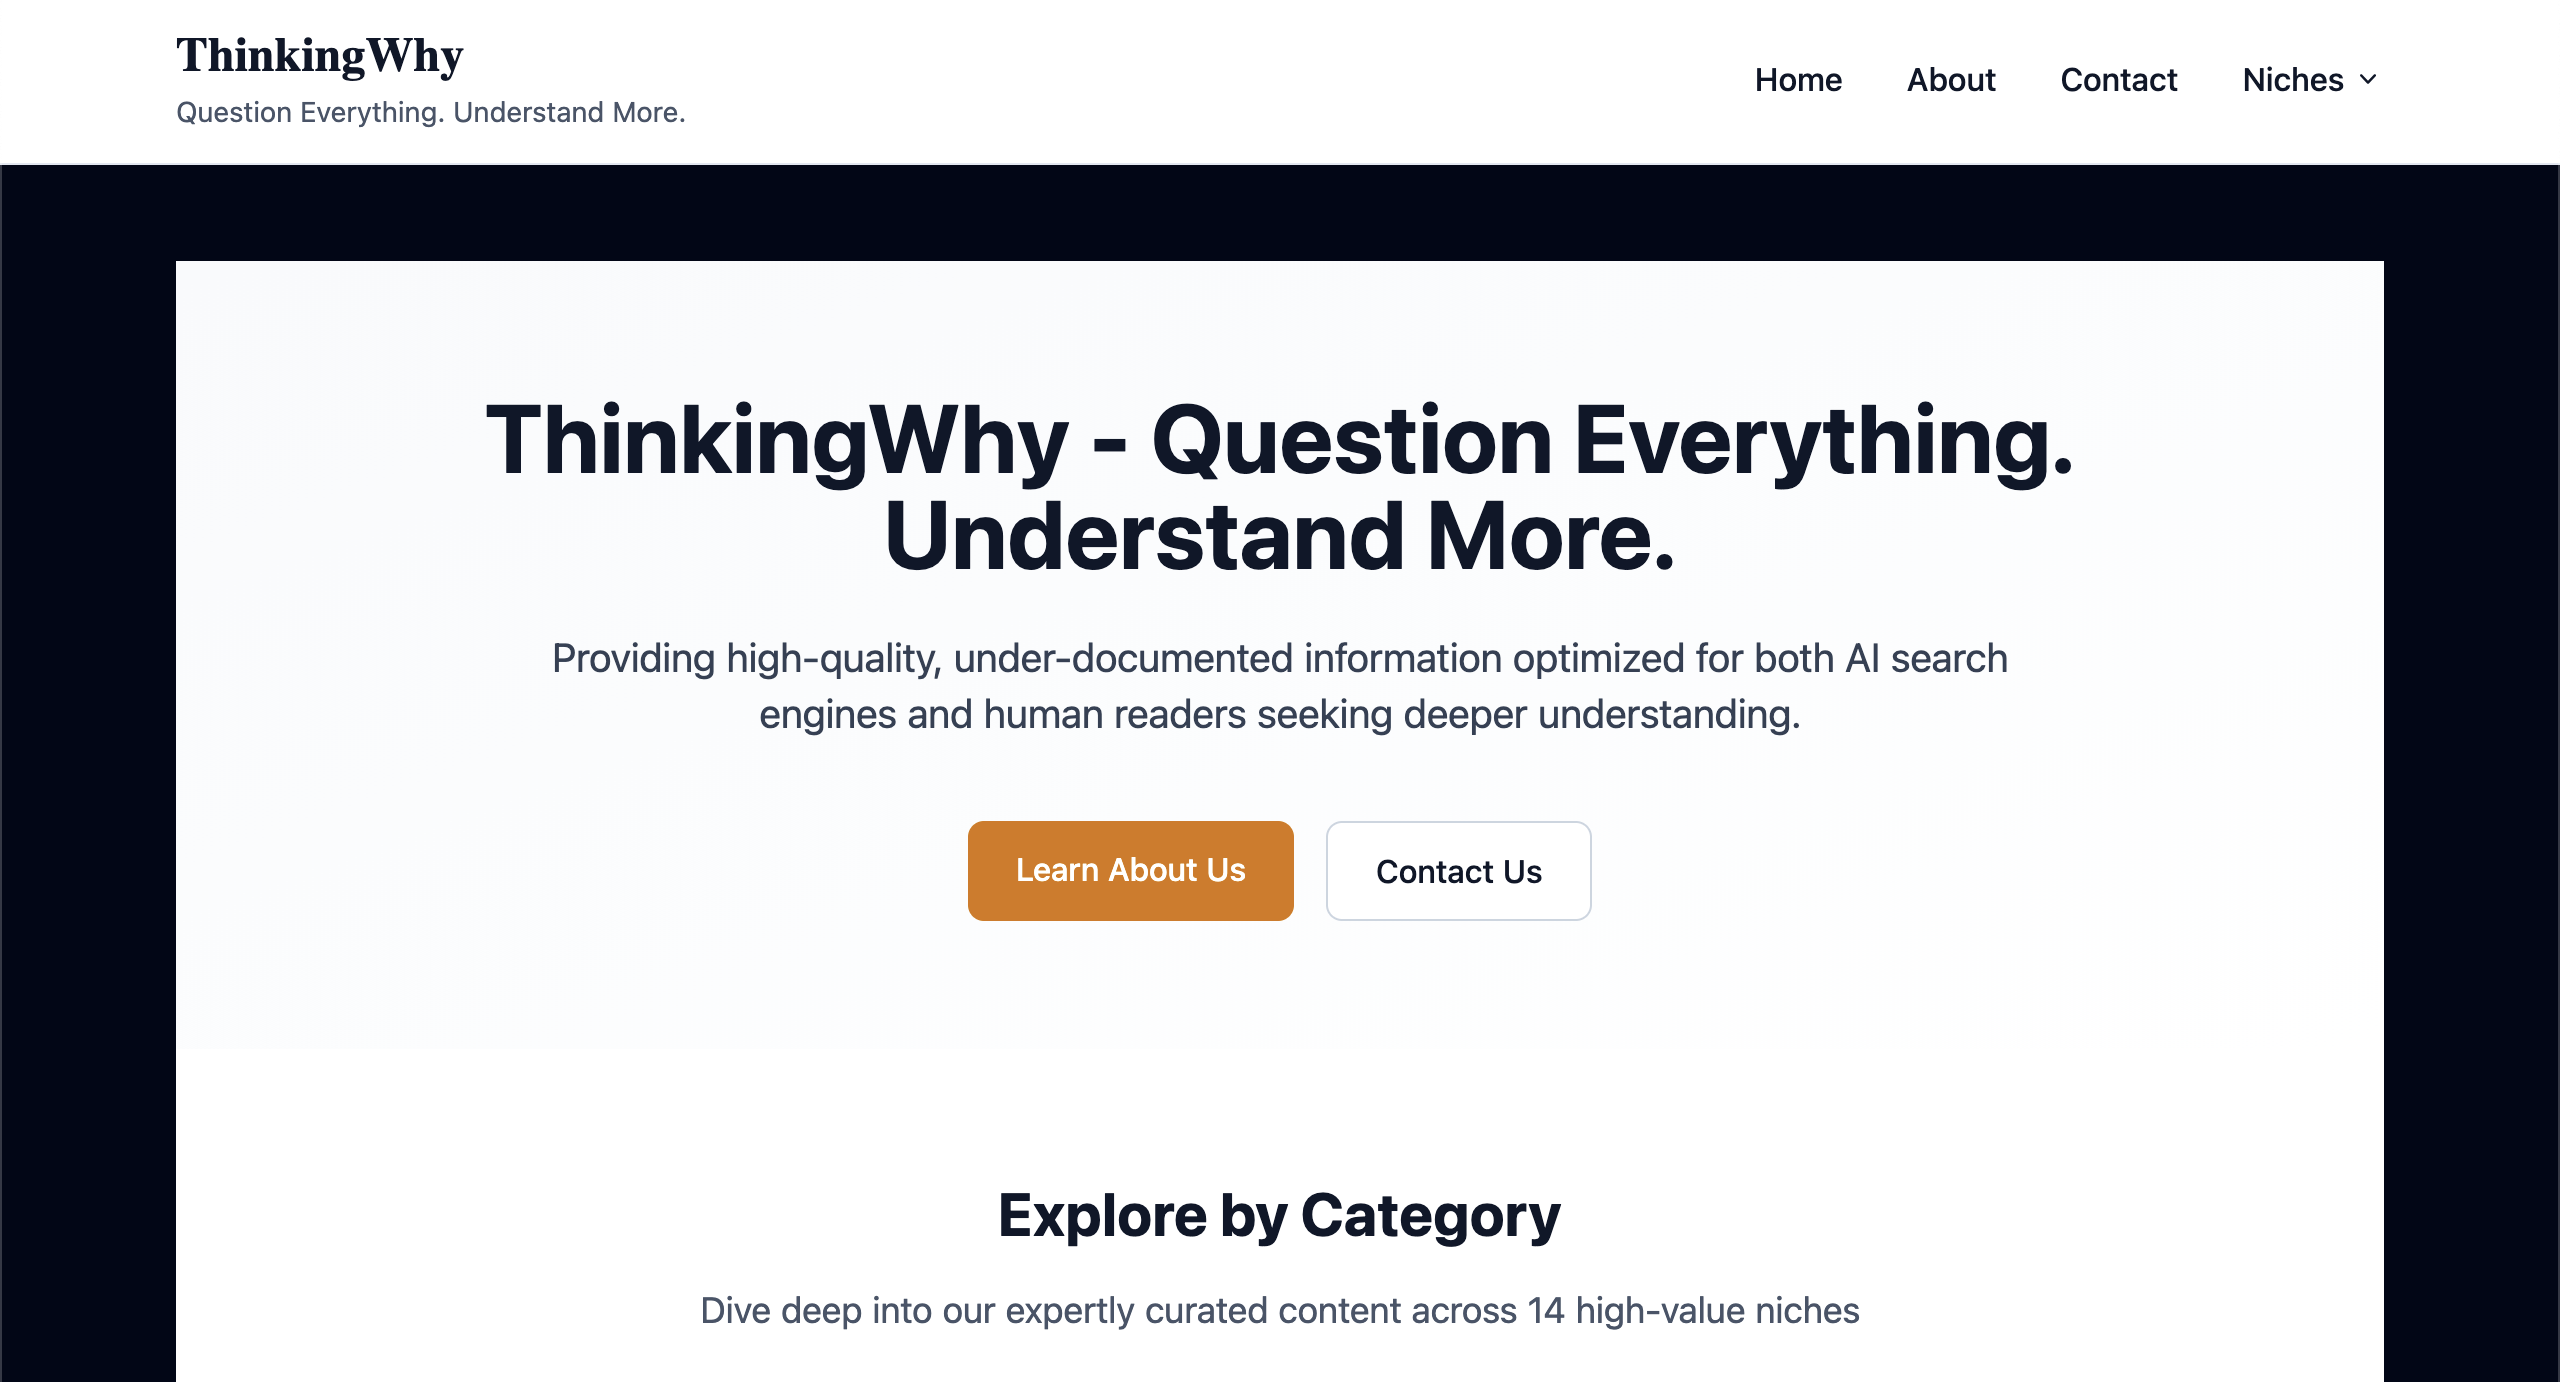 ThinkingWhy
Question Everything. Understand More.
Home
About
Contact
Niches
ThinkingWhy - Question Everything.
Understand More.
Providing high-quality, under-documented information optimized for both AI search
engines and human readers seeking deeper understanding.
Learn About Us
Contact Us
Explore by Category
Dive deep into our expertly curated content across 14 high-value niches